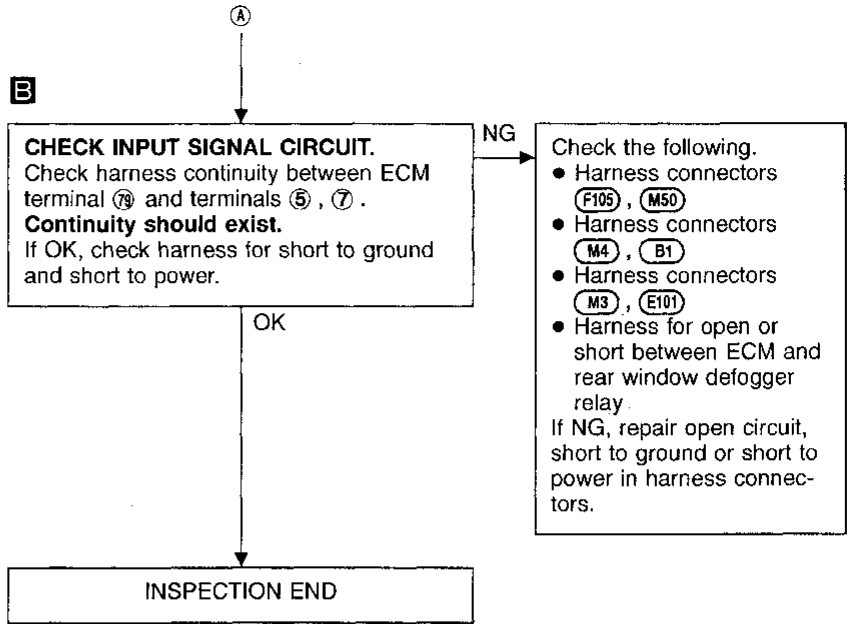 Ⓐ
B
CHECK INPUT SIGNAL CIRCUIT.
Check harness continuity between ECM
terminal ㊆⑨ and terminals ⑤ , ⑦ .
Continuity should exist.
If OK, check harness for short to ground
and short to power.
NG
Check the following.
● Harness connectors
F105 , M50
● Harness connectors
M4 , B1
● Harness connectors
M3 , E101
● Harness for open or
short between ECM and
rear window defogger
relay
If NG, repair open circuit,
short to ground or short to
power in harness connec-
tors.
OK
INSPECTION END